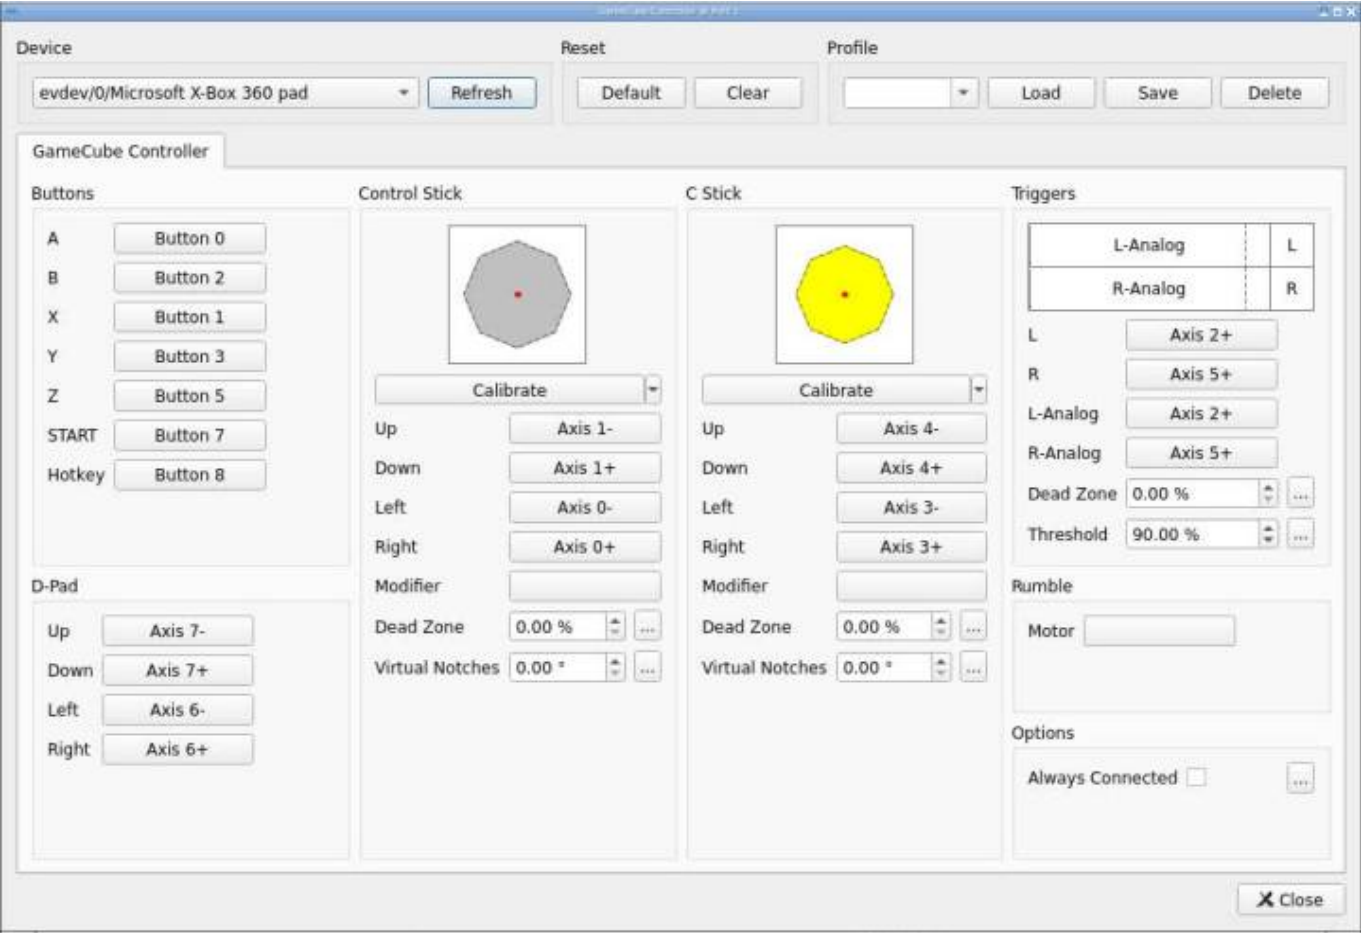 GameCube Controller at Port 1
Device
Reset
Profile
evdev/0/Microsoft X-Box 360 pad
Refresh
Default
Clear
Load
Save
Delete
GameCube Controller
Buttons
A Button 0
B Button 2
X Button 1
Y Button 3
Z Button 5
START Button 7
Hotkey Button 8
D-Pad
Up Axis 7-
Down Axis 7+
Left Axis 6-
Right Axis 6+
Control Stick
Calibrate
Up Axis 1-
Down Axis 1+
Left Axis 0-
Right Axis 0+
Modifier
Dead Zone 0.00 % ...
Virtual Notches 0.00 ° ...
C Stick
Calibrate
Up Axis 4-
Down Axis 4+
Left Axis 3-
Right Axis 3+
Modifier
Dead Zone 0.00 % ...
Virtual Notches 0.00 ° ...
Triggers
L-Analog L
R-Analog R
L Axis 2+
R Axis 5+
L-Analog Axis 2+
R-Analog Axis 5+
Dead Zone 0.00 % ...
Threshold 90.00 % ...
Rumble
Motor
Options
Always Connected ...
Close